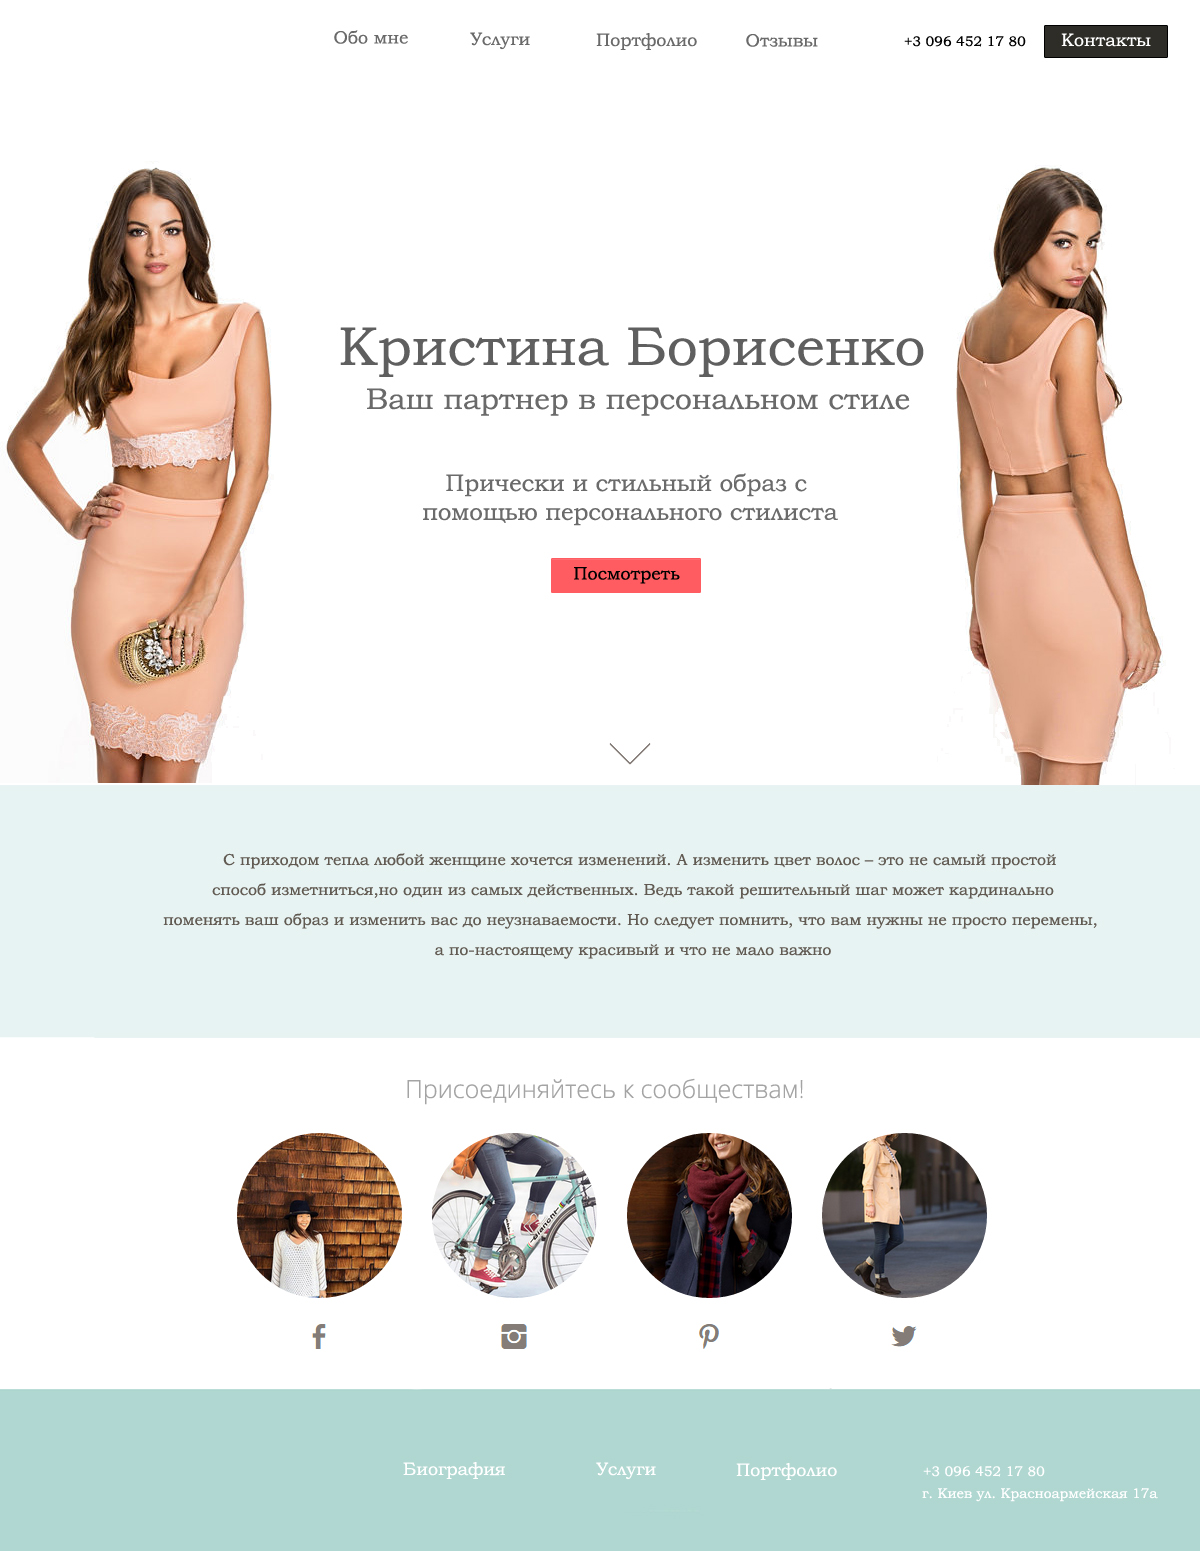 Обо мне
Услуги
Портфолио
Отзывы
+3 096 452 17 80
Контакты
Кристина Борисенко
Ваш партнер в персональном стиле
Прически и стильный образ с
помощью персонального стилиста
Посмотреть
С приходом тепла любой женщине хочется изменений. А изменить цвет волос – это не самый простой
способ изметниться,но один из самых действенных. Ведь такой решительный шаг может кардинально
поменять ваш образ и изменить вас до неузнаваемости. Но следует помнить, что вам нужны не просто перемены,
а по-настоящему красивый и что не мало важно
Присоединяйтесь к сообществам!
Bianchi
Биография
Услуги
Портфолио
+3 096 452 17 80
г. Киев ул. Красноармейская 17а